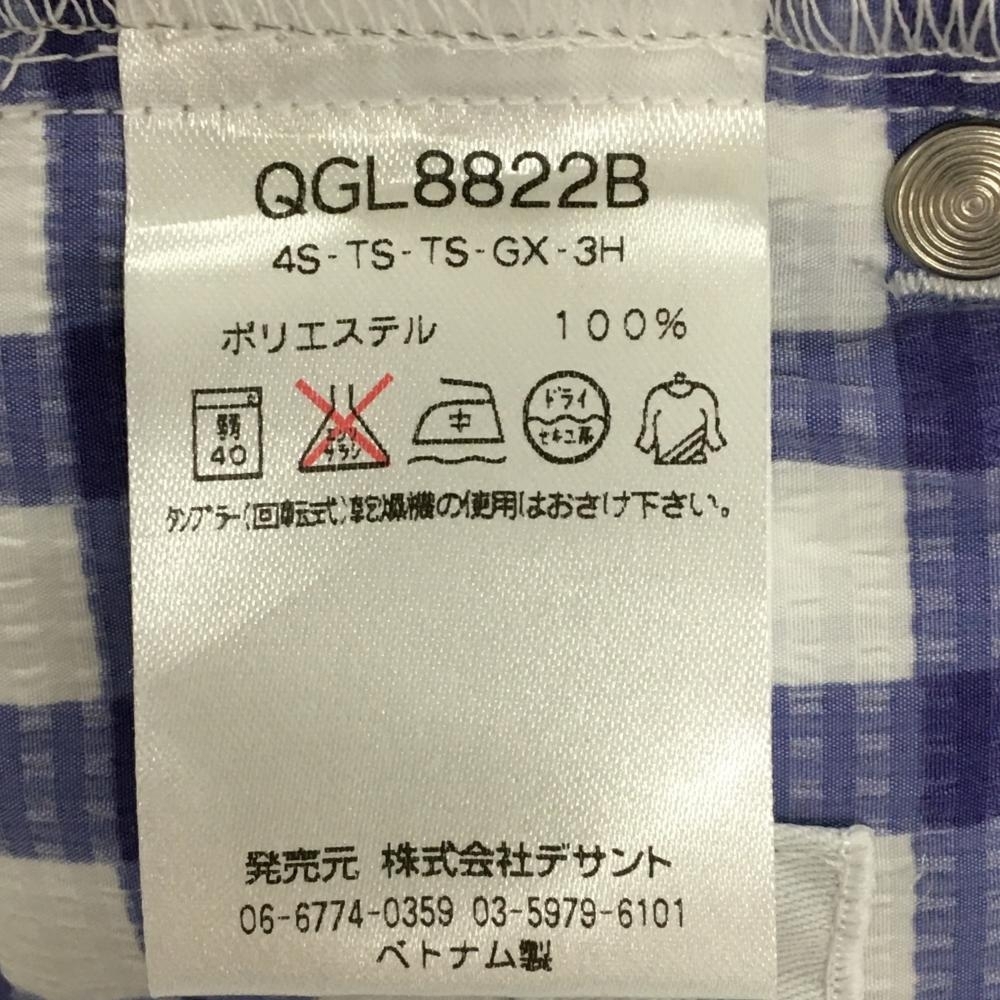 QGL8822B
4S-TS-TS-GX-3H
ポリエステル 100%
弱 40 エンソ サラシ 中 ドライ セキユ系
タンブラー(回転式)乾燥機の使用はおさけ下さい。
発売元 株式会社デサント
06-6774-0359 03-5979-6101
ベトナム製